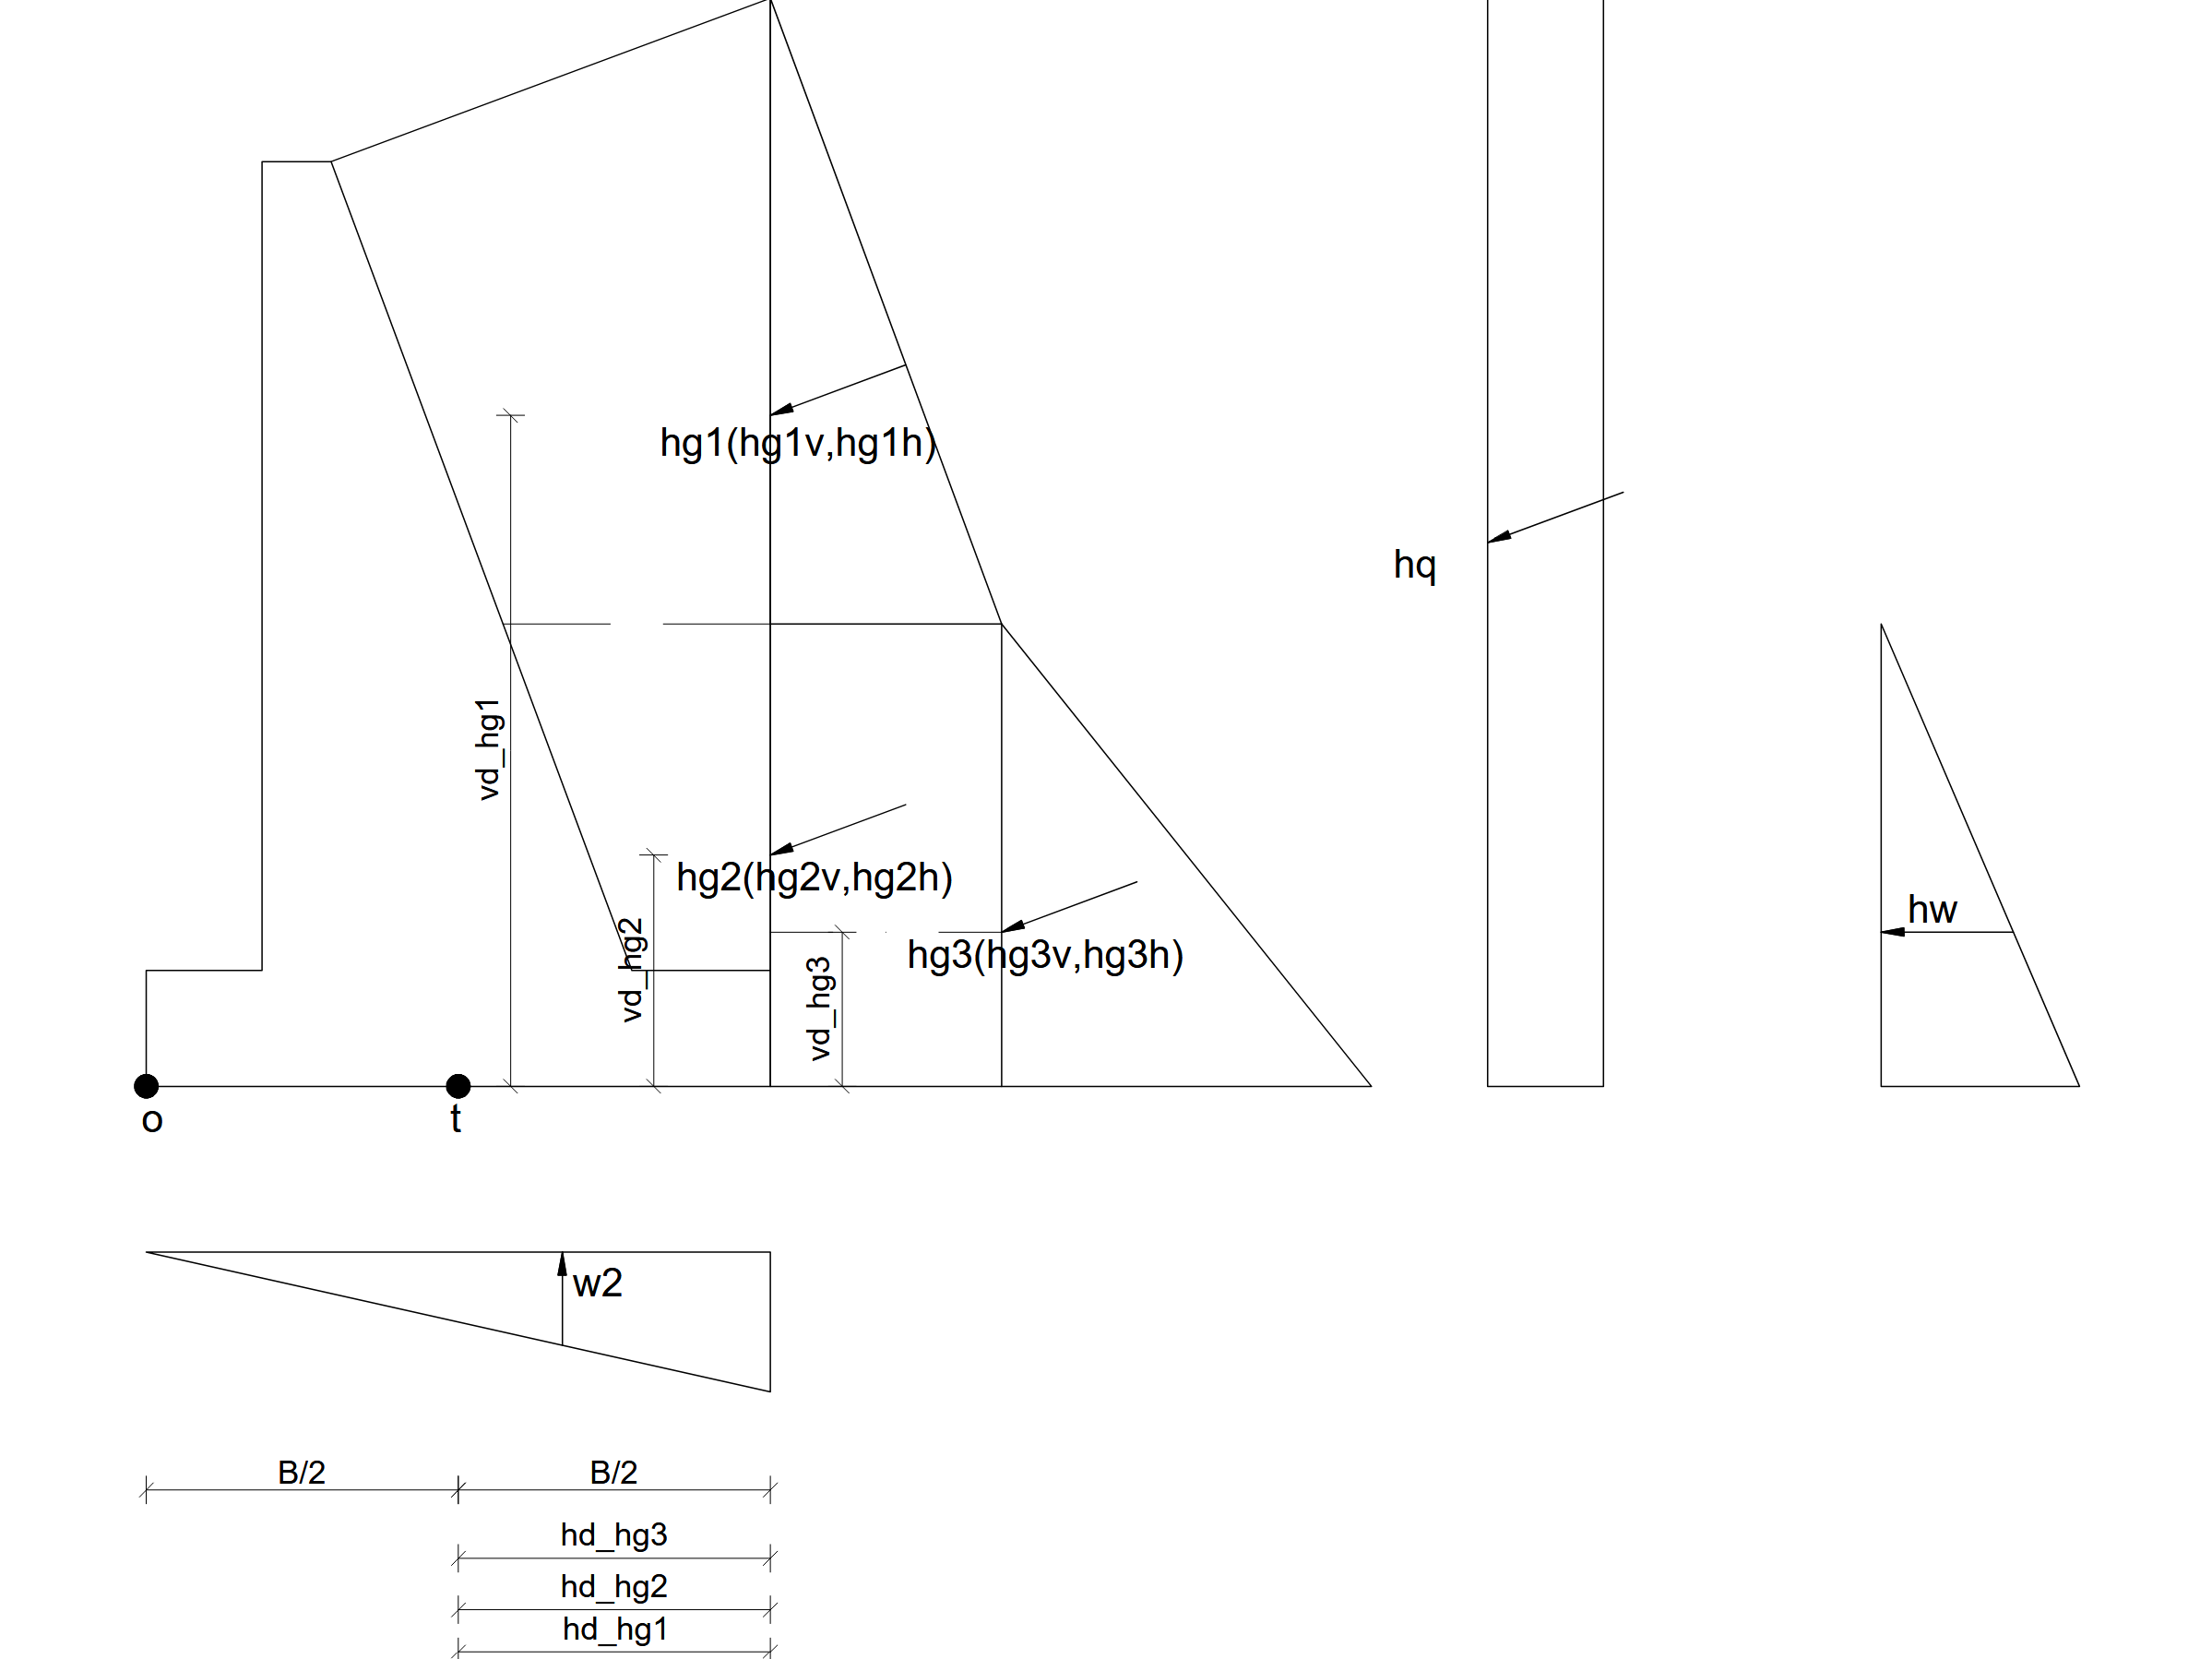 hg1(hg1v,hg1h)
hq
vd_hg1
hg2(hg2v,hg2h)
hw
vd_hg2
hg3(hg3v,hg3h)
vd_hg3
o
t
w2
B/2
B/2
hd_hg3
hd_hg2
hd_hg1